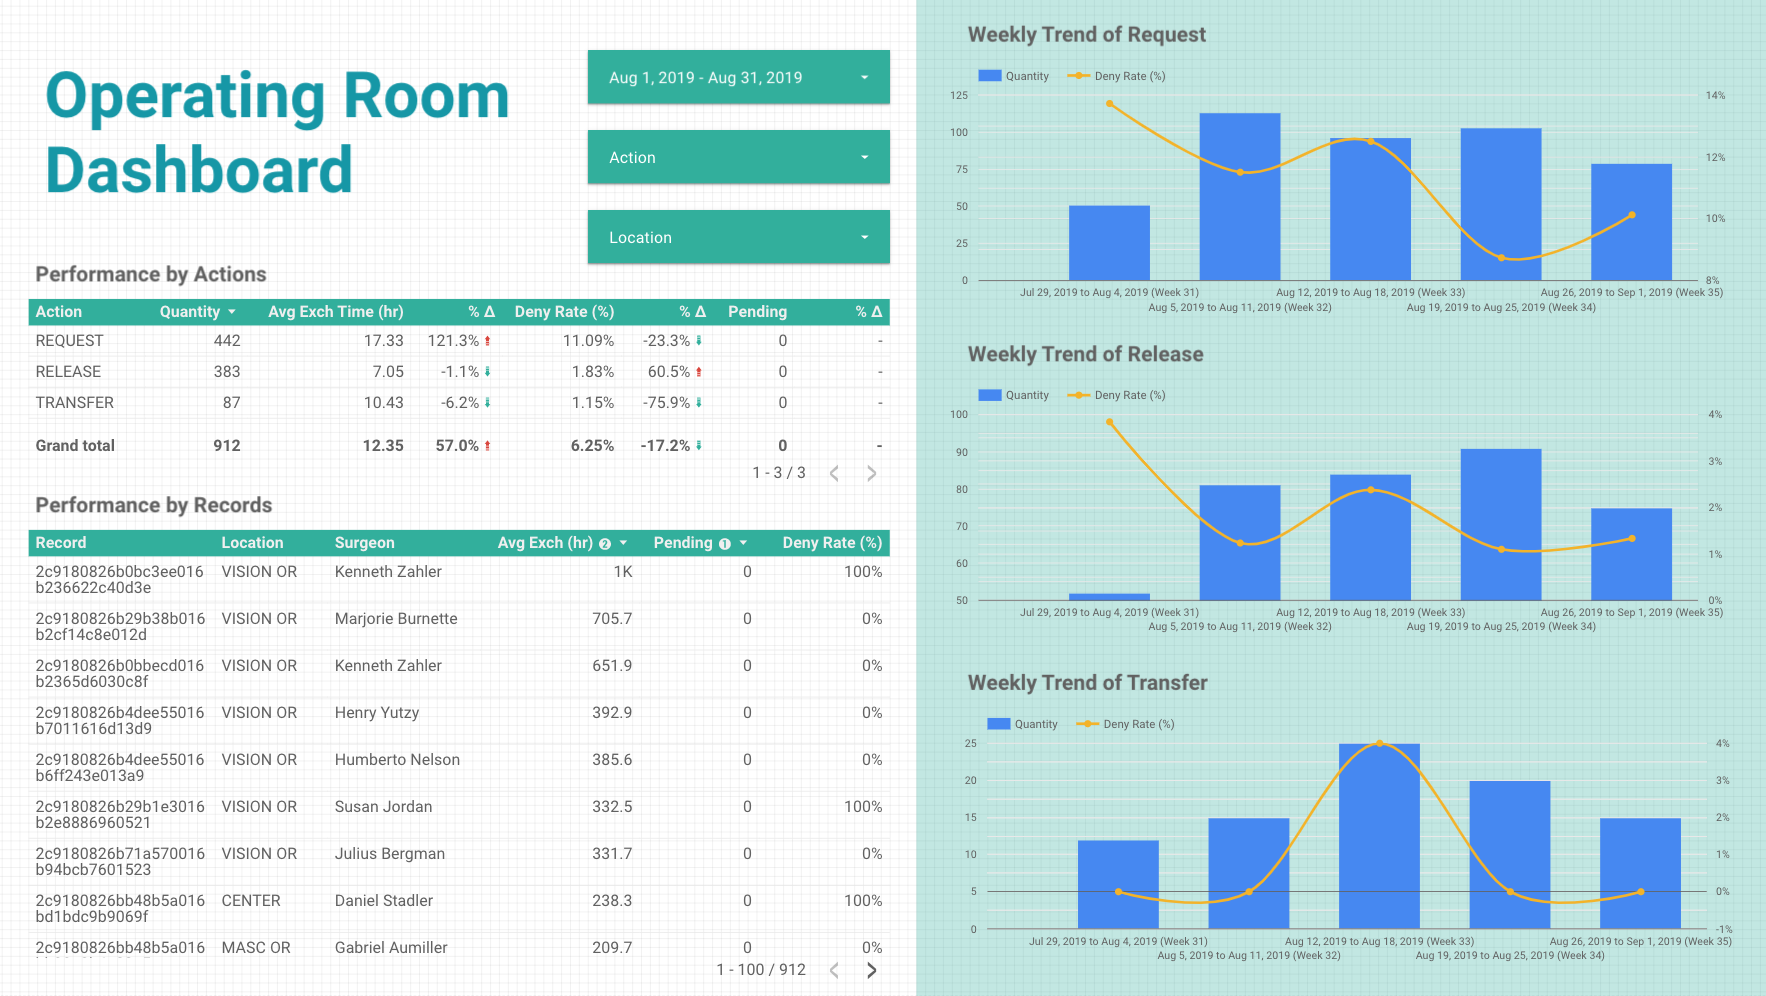 Operating Room
Dashboard
Aug 1, 2019 - Aug 31, 2019
Action
Location
Performance by Actions
Action Quantity Avg Exch Time (hr) % Δ Deny Rate (%) % Δ Pending % Δ
REQUEST 442 17.33 121.3% 11.09% -23.3% 0 -
RELEASE 383 7.05 -1.1% 1.83% 60.5% 0 -
TRANSFER 87 10.43 -6.2% 1.15% -75.9% 0 -
Grand total 912 12.35 57.0% 6.25% -17.2% 0 -
1 - 3 / 3
Performance by Records
Record Location Surgeon Avg Exch (hr) 2 Pending 1 Deny Rate (%)
2c9180826b0bc3ee016 VISION OR Kenneth Zahler 1K 0 100%
b236622c40d3e
2c9180826b29b38b016 VISION OR Marjorie Burnette 705.7 0 0%
b2cf14c8e012d
2c9180826b0bbecd016 VISION OR Kenneth Zahler 651.9 0 0%
b2365d6030c8f
2c9180826b4dee55016 VISION OR Henry Yutzy 392.9 0 0%
b7011616d13d9
2c9180826b4dee55016 VISION OR Humberto Nelson 385.6 0 0%
b6ff243e013a9
2c9180826b29b1e3016 VISION OR Susan Jordan 332.5 0 100%
b2e8886960521
2c9180826b71a570016 VISION OR Julius Bergman 331.7 0 0%
b94bcb7601523
2c9180826bb48b5a016 CENTER Daniel Stadler 238.3 0 100%
bd1bdc9b9069f
2c9180826bb48b5a016 MASC OR Gabriel Aumiller 209.7 0 0%
1 - 100 / 912
Weekly Trend of Request
Quantity Deny Rate (%)
125 14%
100
12%
75
50
10%
25
0 8%
Jul 29, 2019 to Aug 4, 2019 (Week 31) Aug 12, 2019 to Aug 18, 2019 (Week 33) Aug 26, 2019 to Sep 1, 2019 (Week 35)
Aug 5, 2019 to Aug 11, 2019 (Week 32) Aug 19, 2019 to Aug 25, 2019 (Week 34)
Weekly Trend of Release
Quantity Deny Rate (%)
100 4%
90
3%
80
2%
70
1%
60
50 0%
Jul 29, 2019 to Aug 4, 2019 (Week 31) Aug 12, 2019 to Aug 18, 2019 (Week 33) Aug 26, 2019 to Sep 1, 2019 (Week 35)
Aug 5, 2019 to Aug 11, 2019 (Week 32) Aug 19, 2019 to Aug 25, 2019 (Week 34)
Weekly Trend of Transfer
Quantity Deny Rate (%)
25 4%
20 3%
15 2%
10 1%
5 0%
0 -1%
Jul 29, 2019 to Aug 4, 2019 (Week 31) Aug 12, 2019 to Aug 18, 2019 (Week 33) Aug 26, 2019 to Sep 1, 2019 (Week 35)
Aug 5, 2019 to Aug 11, 2019 (Week 32) Aug 19, 2019 to Aug 25, 2019 (Week 34)